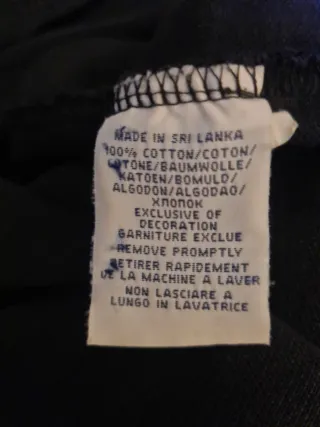 MADE IN SRI LANKA
100% COTTON/COTON/
COTONE/BAUMWOLLE/
KATOEN/BOMULD/
ALGODON/ALGODAO/
ХЛОПОК
EXCLUSIVE OF
DECORATION
GARNITURE EXCLUE
REMOVE PROMPTLY
RETIRER RAPIDEMENT
DE LA MACHINE A LAVER
NON LASCIARE A
LUNGO IN LAVATRICE